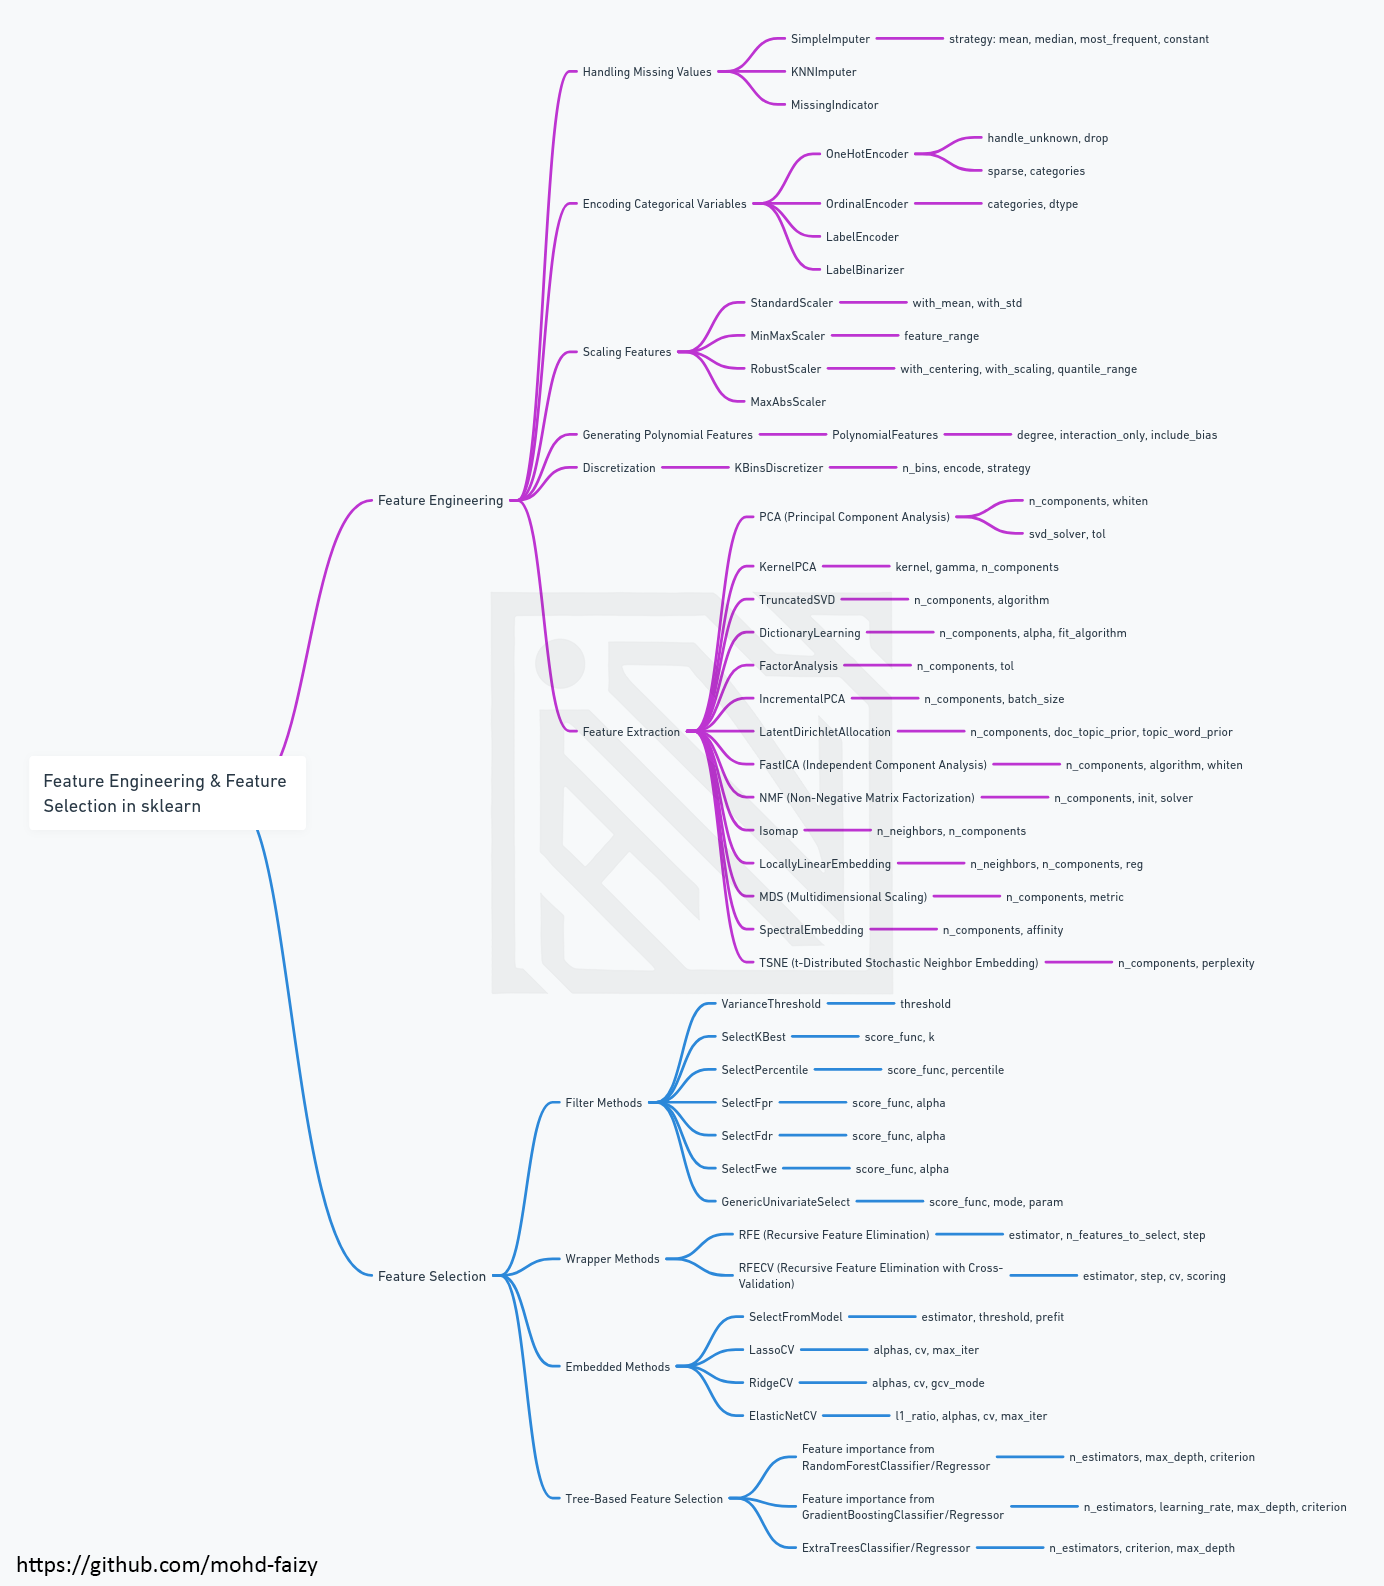 Feature Engineering & Feature
Selection in sklearn
Feature Engineering
Handling Missing Values
SimpleImputer
strategy: mean, median, most_frequent, constant
KNNImputer
MissingIndicator
Encoding Categorical Variables
OneHotEncoder
handle_unknown, drop
sparse, categories
OrdinalEncoder
categories, dtype
LabelEncoder
LabelBinarizer
Scaling Features
StandardScaler
with_mean, with_std
MinMaxScaler
feature_range
RobustScaler
with_centering, with_scaling, quantile_range
MaxAbsScaler
Generating Polynomial Features
PolynomialFeatures
degree, interaction_only, include_bias
Discretization
KBinsDiscretizer
n_bins, encode, strategy
Feature Extraction
PCA (Principal Component Analysis)
n_components, whiten
svd_solver, tol
KernelPCA
kernel, gamma, n_components
TruncatedSVD
n_components, algorithm
DictionaryLearning
n_components, alpha, fit_algorithm
FactorAnalysis
n_components, tol
IncrementalPCA
n_components, batch_size
LatentDirichletAllocation
n_components, doc_topic_prior, topic_word_prior
FastICA (Independent Component Analysis)
n_components, algorithm, whiten
NMF (Non-Negative Matrix Factorization)
n_components, init, solver
Isomap
n_neighbors, n_components
LocallyLinearEmbedding
n_neighbors, n_components, reg
MDS (Multidimensional Scaling)
n_components, metric
SpectralEmbedding
n_components, affinity
TSNE (t-Distributed Stochastic Neighbor Embedding)
n_components, perplexity
Feature Selection
Filter Methods
VarianceThreshold
threshold
SelectKBest
score_func, k
SelectPercentile
score_func, percentile
SelectFpr
score_func, alpha
SelectFdr
score_func, alpha
SelectFwe
score_func, alpha
GenericUnivariateSelect
score_func, mode, param
Wrapper Methods
RFE (Recursive Feature Elimination)
estimator, n_features_to_select, step
RFECV (Recursive Feature Elimination with Cross-
Validation)
estimator, step, cv, scoring
Embedded Methods
SelectFromModel
estimator, threshold, prefit
LassoCV
alphas, cv, max_iter
RidgeCV
alphas, cv, gcv_mode
ElasticNetCV
l1_ratio, alphas, cv, max_iter
Tree-Based Feature Selection
Feature importance from
RandomForestClassifier/Regressor
n_estimators, max_depth, criterion
Feature importance from
GradientBoostingClassifier/Regressor
n_estimators, learning_rate, max_depth, criterion
ExtraTreesClassifier/Regressor
n_estimators, criterion, max_depth
https://github.com/mohd-faizy